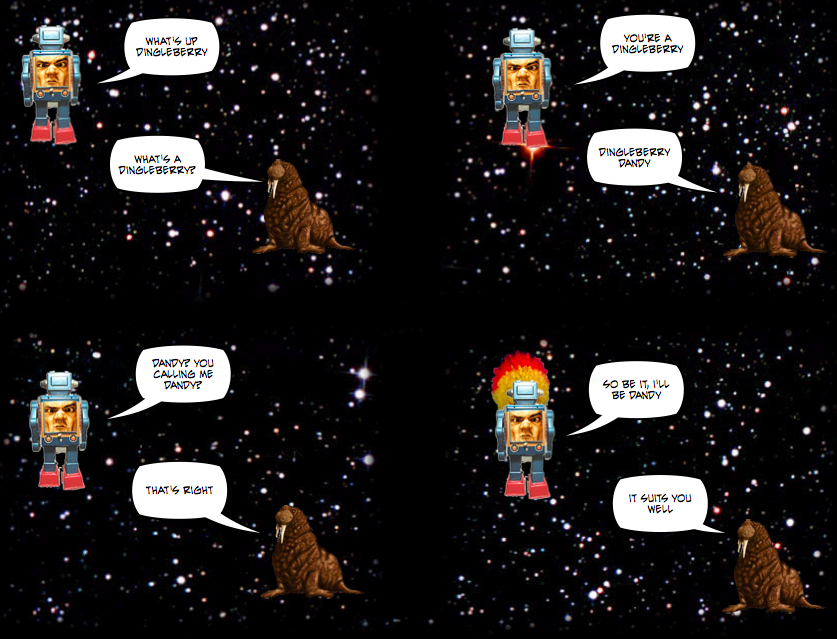 WHAT'S UP
DINGLEBERRY
WHAT'S A
DINGLEBERRY?
YOU'RE A
DINGLEBERRY
DINGLEBERRY
DANDY
DANDY? YOU
CALLING ME
DANDY?
THAT'S RIGHT
SO BE IT, I'LL
BE DANDY
IT SUITS YOU
WELL